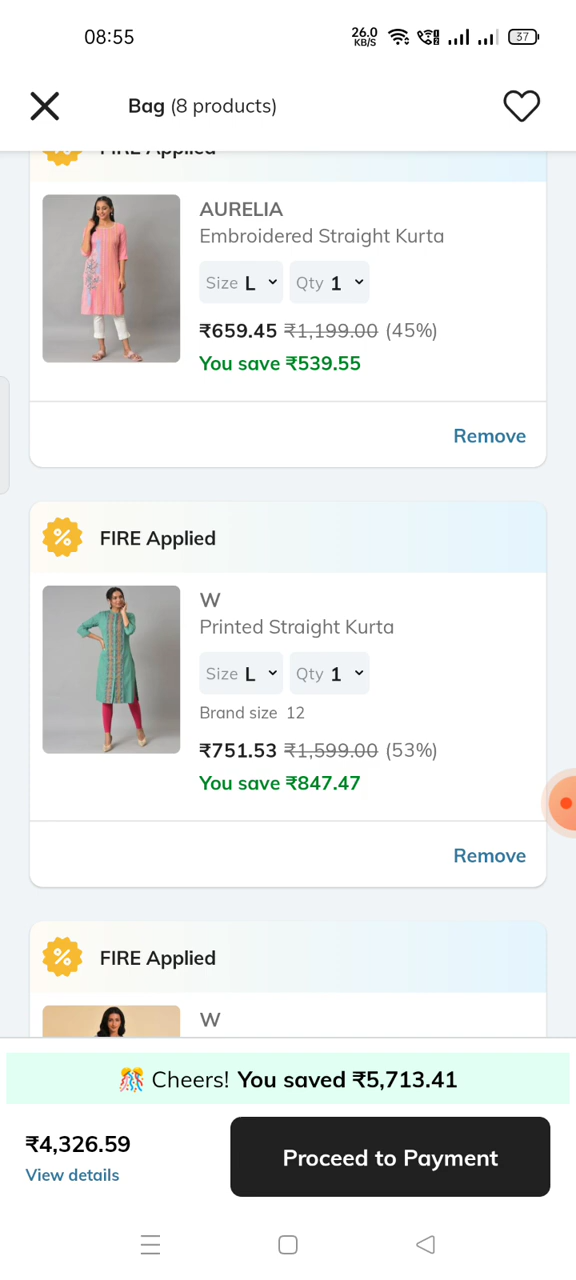 08:55
26.0
KB/S
37
Bag (8 products)
FIRE Applied
AURELIA
Embroidered Straight Kurta
Size L Qty 1
₹659.45 ₹1,199.00 (45%)
You save ₹539.55
Remove
% FIRE Applied
W
Printed Straight Kurta
Size L Qty 1
Brand size 12
₹751.53 ₹1,599.00 (53%)
You save ₹847.47
Remove
% FIRE Applied
W
Cheers! You saved ₹5,713.41
₹4,326.59
View details
Proceed to Payment